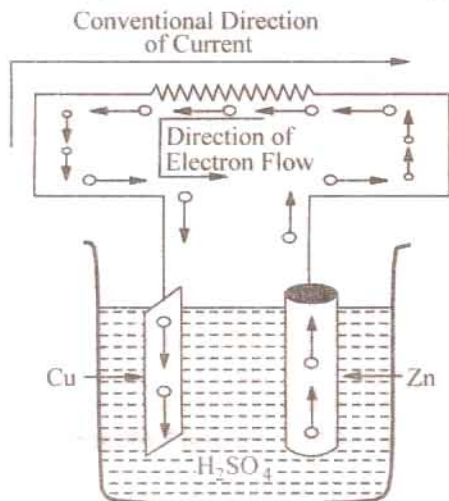 Conventional Direction
of Current
Direction of
Electron Flow
Cu
Zn
H₂SO₄